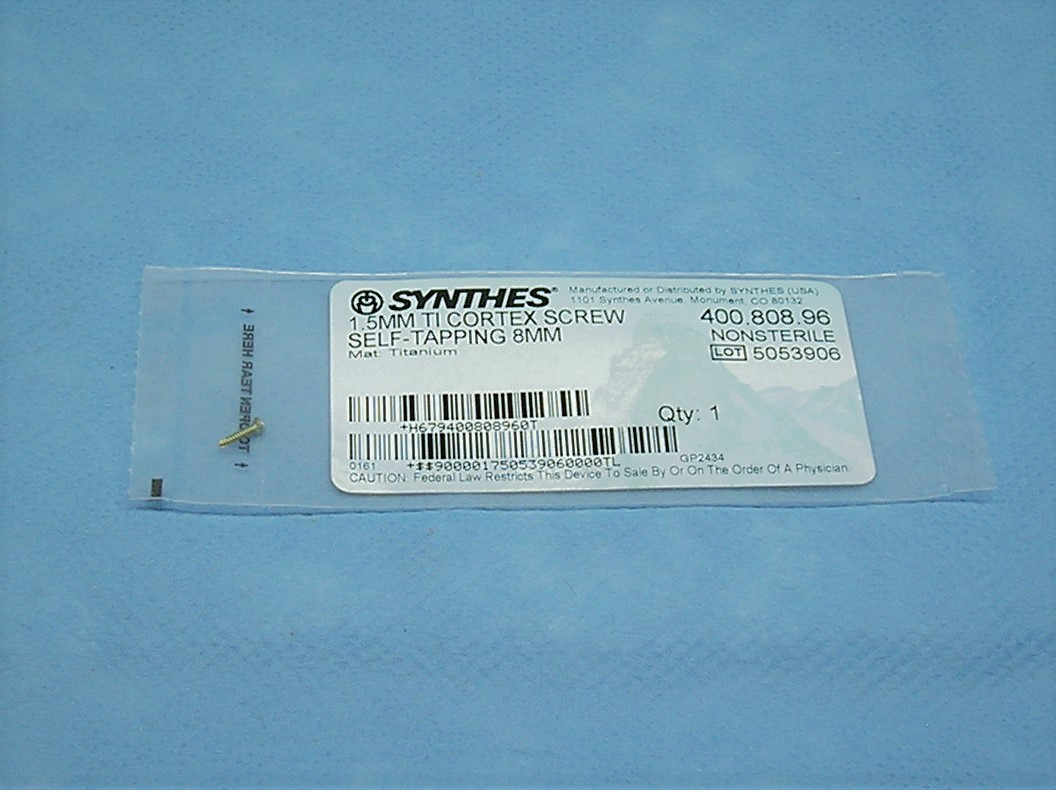 SYNTHES®
Manufactured or Distributed by SYNTHES (USA)
1101 Synthes Avenue, Monument, CO 80132
1.5MM TI CORTEX SCREW
SELF-TAPPING 8MM
Mat: Titanium
400.808.96
NONSTERILE
LOT 5053906
Qty: 1
+H679400808960T
GP2434
0161 +$$900001750539060000TL
CAUTION: Federal Law Restricts This Device To Sale By Or On The Order Of A Physician.
TO OPEN TEAR HERE